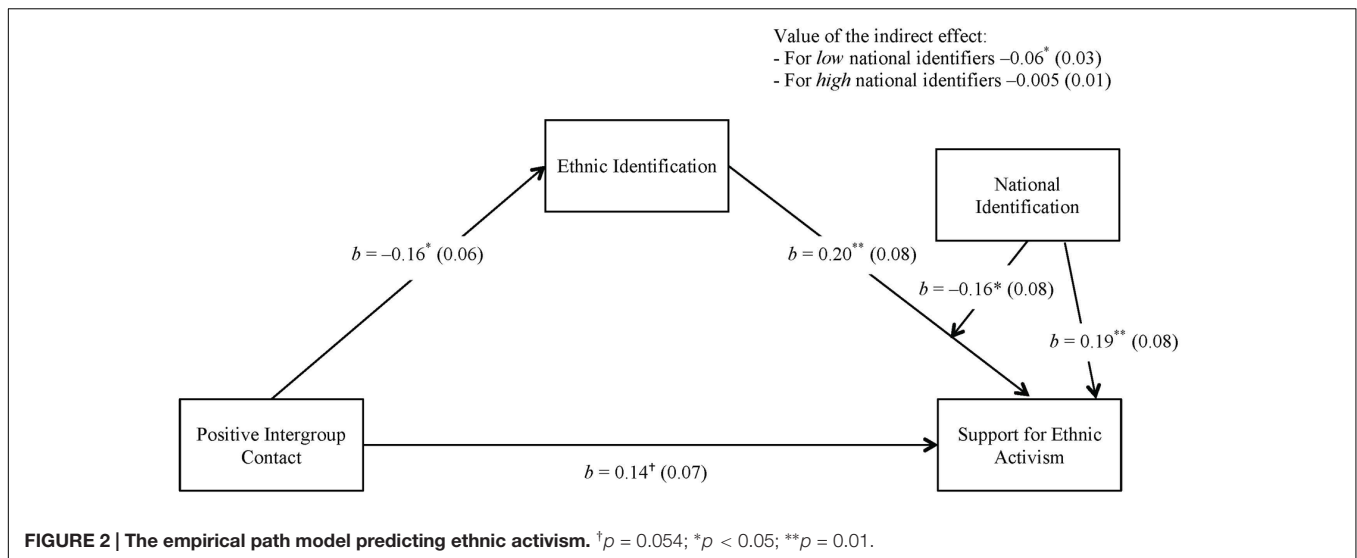 Value of the indirect effect:
- For low national identifiers –0.06* (0.03)
- For high national identifiers –0.005 (0.01)
Ethnic Identification
National
Identification
b = –0.16* (0.06)
b = 0.20** (0.08)
b = –0.16* (0.08)
b = 0.19** (0.08)
Positive Intergroup
Contact
Support for Ethnic
Activism
b = 0.14† (0.07)
FIGURE 2 | The empirical path model predicting ethnic activism. †p = 0.054; *p < 0.05; **p = 0.01.